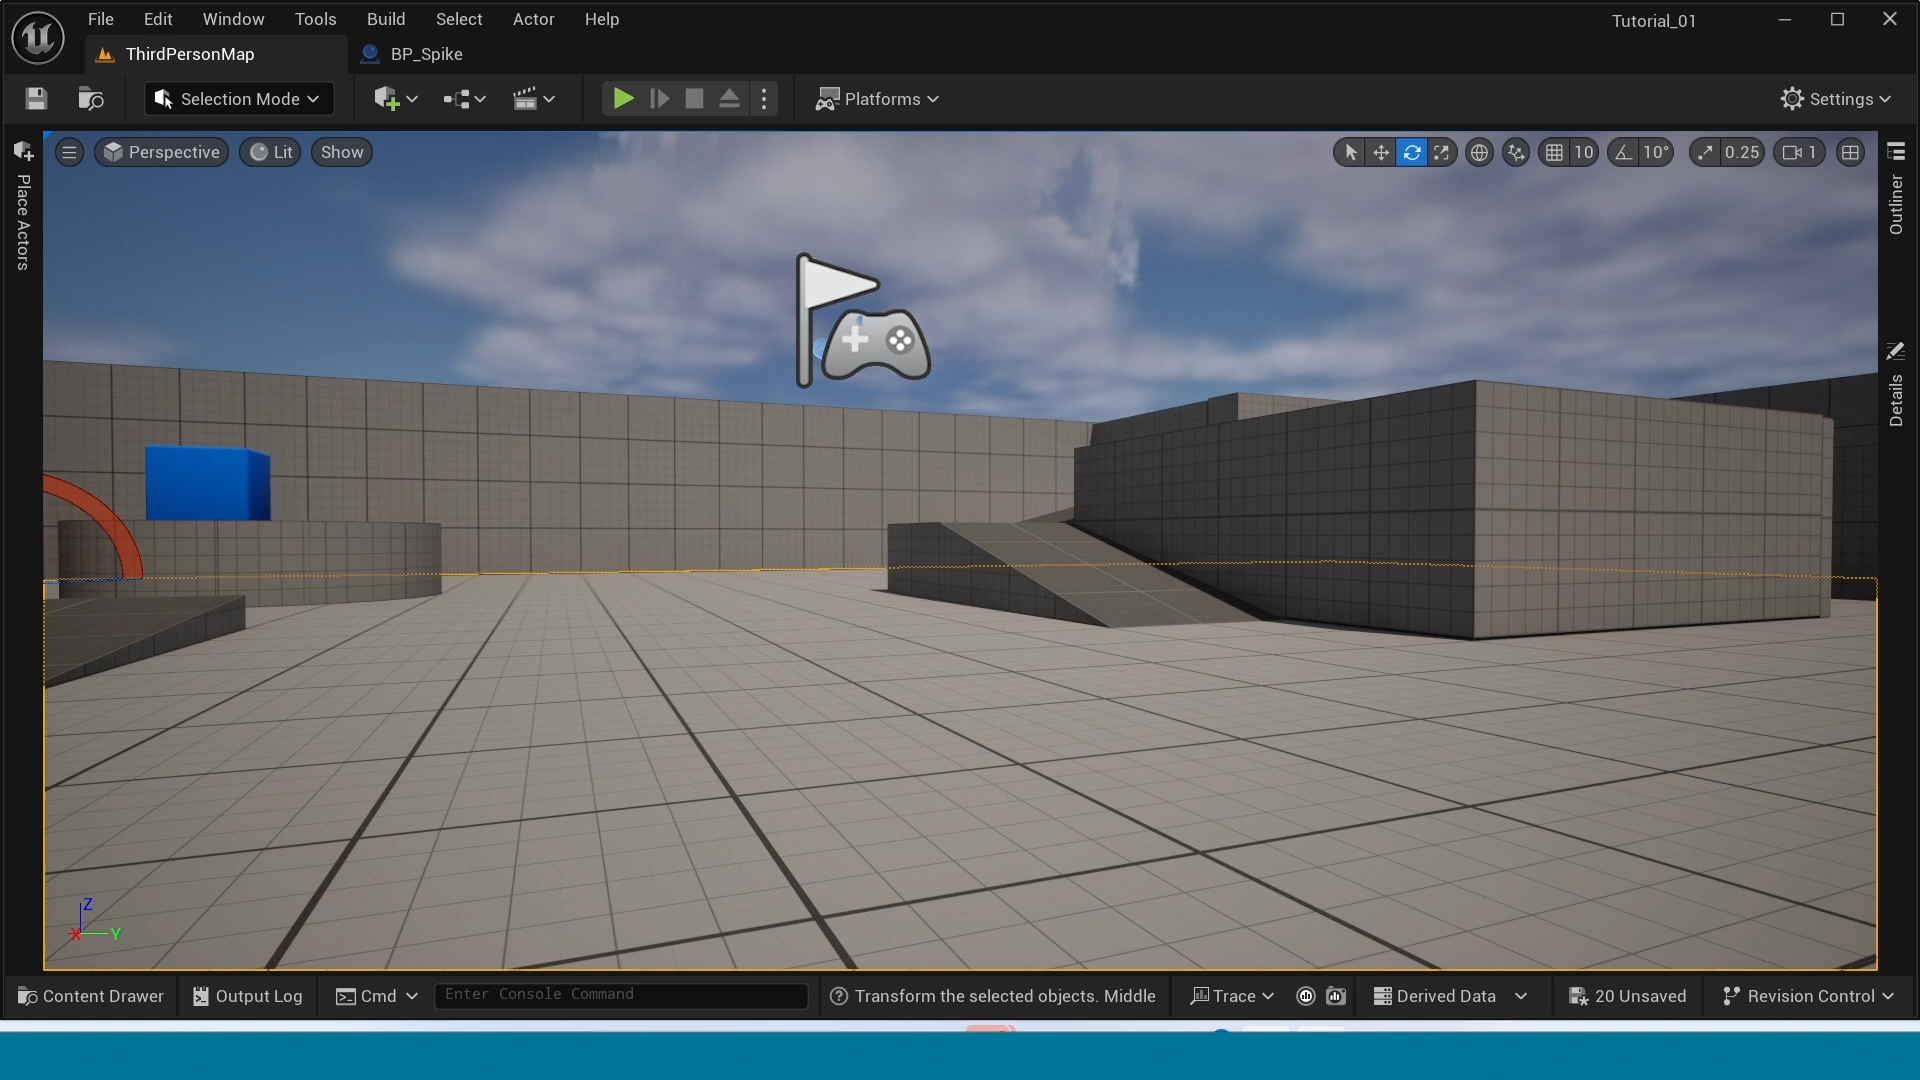 File Edit Window Tools Build Select Actor Help
Tutorial_01
ThirdPersonMap
BP_Spike
Selection Mode
Platforms
Settings
Perspective
Lit
Show
10
10°
0.25
1
Place Actors
Outliner
Details
Z
X
Y
Content Drawer
Output Log
Cmd
Enter Console Command
Transform the selected objects. Middle
Trace
Derived Data
20 Unsaved
Revision Control